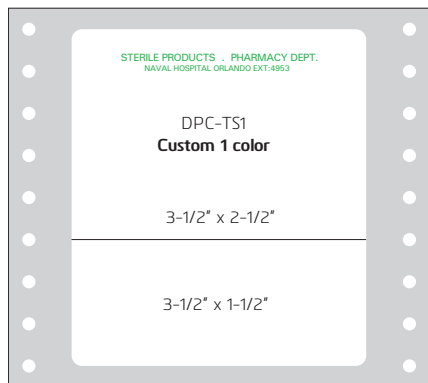 STERILE PRODUCTS . PHARMACY DEPT.
NAVAL HOSPITAL ORLANDO EXT:4953
DPC-TS1
Custom 1 color
3-1/2" x 2-1/2"
3-1/2" x 1-1/2"